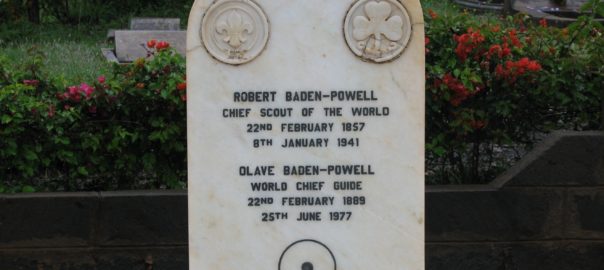 ROBERT BADEN-POWELL
CHIEF SCOUT OF THE WORLD
22ND FEBRUARY 1857
8TH JANUARY 1941
OLAVE BADEN-POWELL
WORLD CHIEF GUIDE
22ND FEBRUARY 1889
25TH JUNE 1977